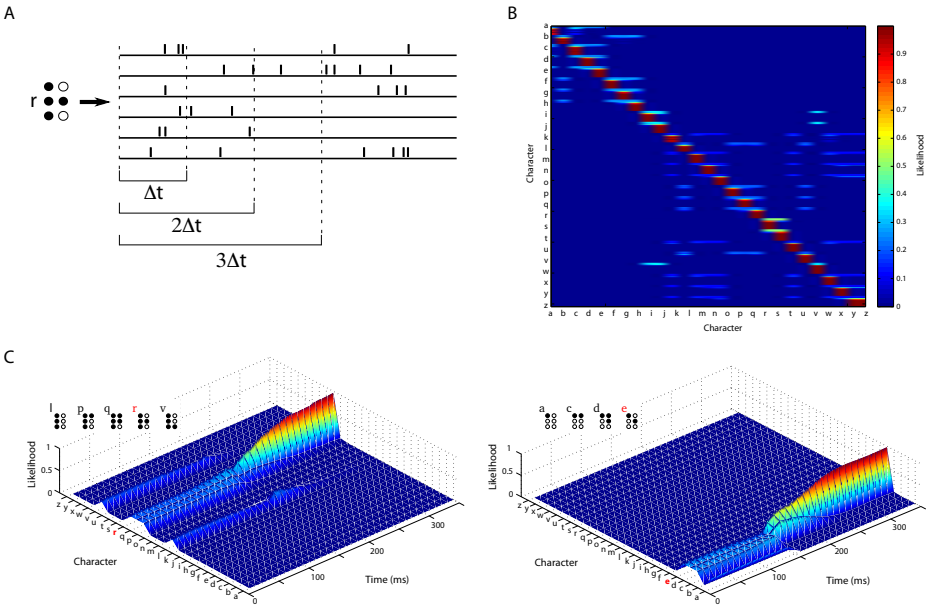 A
r
Δt
2Δt
3Δt
B
Character
a
b
c
d
e
f
g
h
i
j
k
l
m
n
o
p
q
r
s
t
u
v
w
x
y
z
a b c d e f g h i j k l m n o p q r s t u v w x y z
Character
0.9
0.8
0.7
0.6
0.5
0.4
0.3
0.2
0.1
0
Likelihood
C
l p q r v
Likelihood
1
0.5
0
z y x w v u t s r q p o n m l k j i h g f e d c b a
Character
0 100 200 300
Time (ms)
a c d e
Likelihood
1
0.5
0
z y x w v u t s r q p o n m l k j i h g f e d c b a
Character
0 100 200 300
Time (ms)